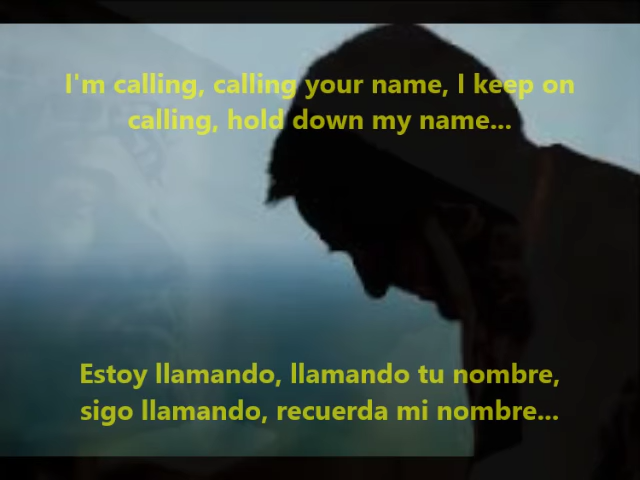 I'm calling, calling your name, I keep on
calling, hold down my name...
Estoy llamando, llamando tu nombre,
sigo llamando, recuerda mi nombre...